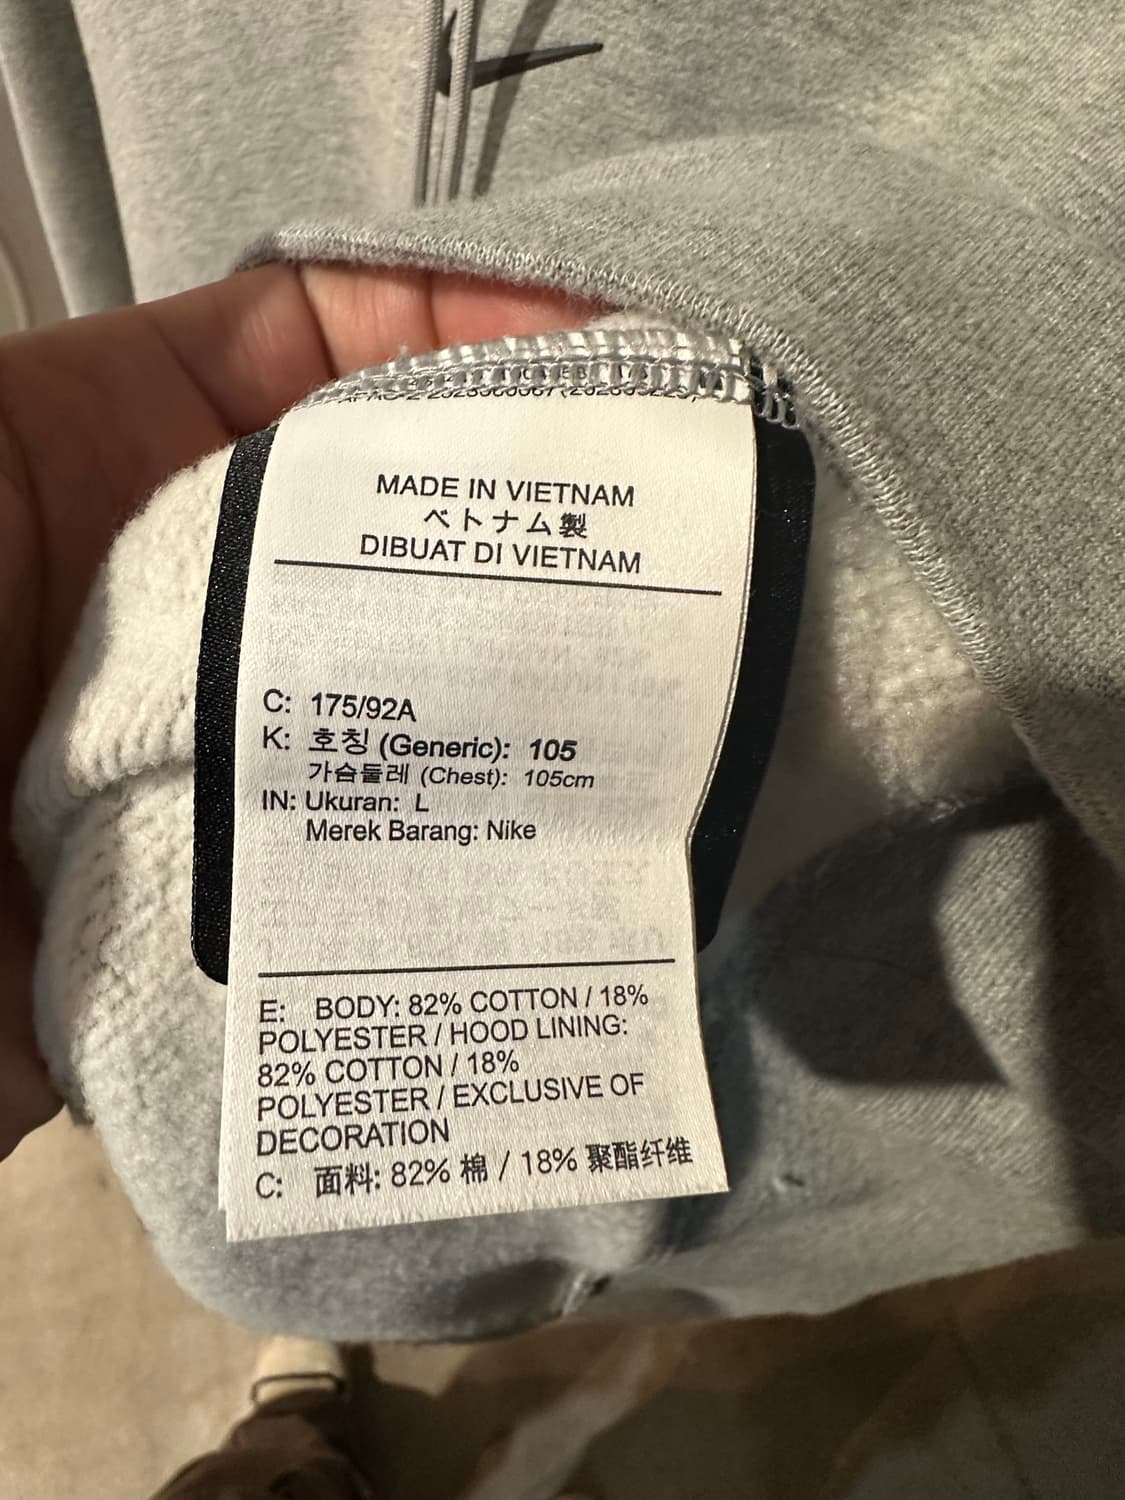 MADE IN VIETNAM
ベトナム製
DIBUAT DI VIETNAM
C: 175/92A
K: 호칭 (Generic): 105
가슴둘레 (Chest): 105cm
IN: Ukuran: L
Merek Barang: Nike
E: BODY: 82% COTTON / 18%
POLYESTER / HOOD LINING:
82% COTTON / 18%
POLYESTER / EXCLUSIVE OF
DECORATION
C: 面料: 82% 棉 / 18% 聚酯纤维